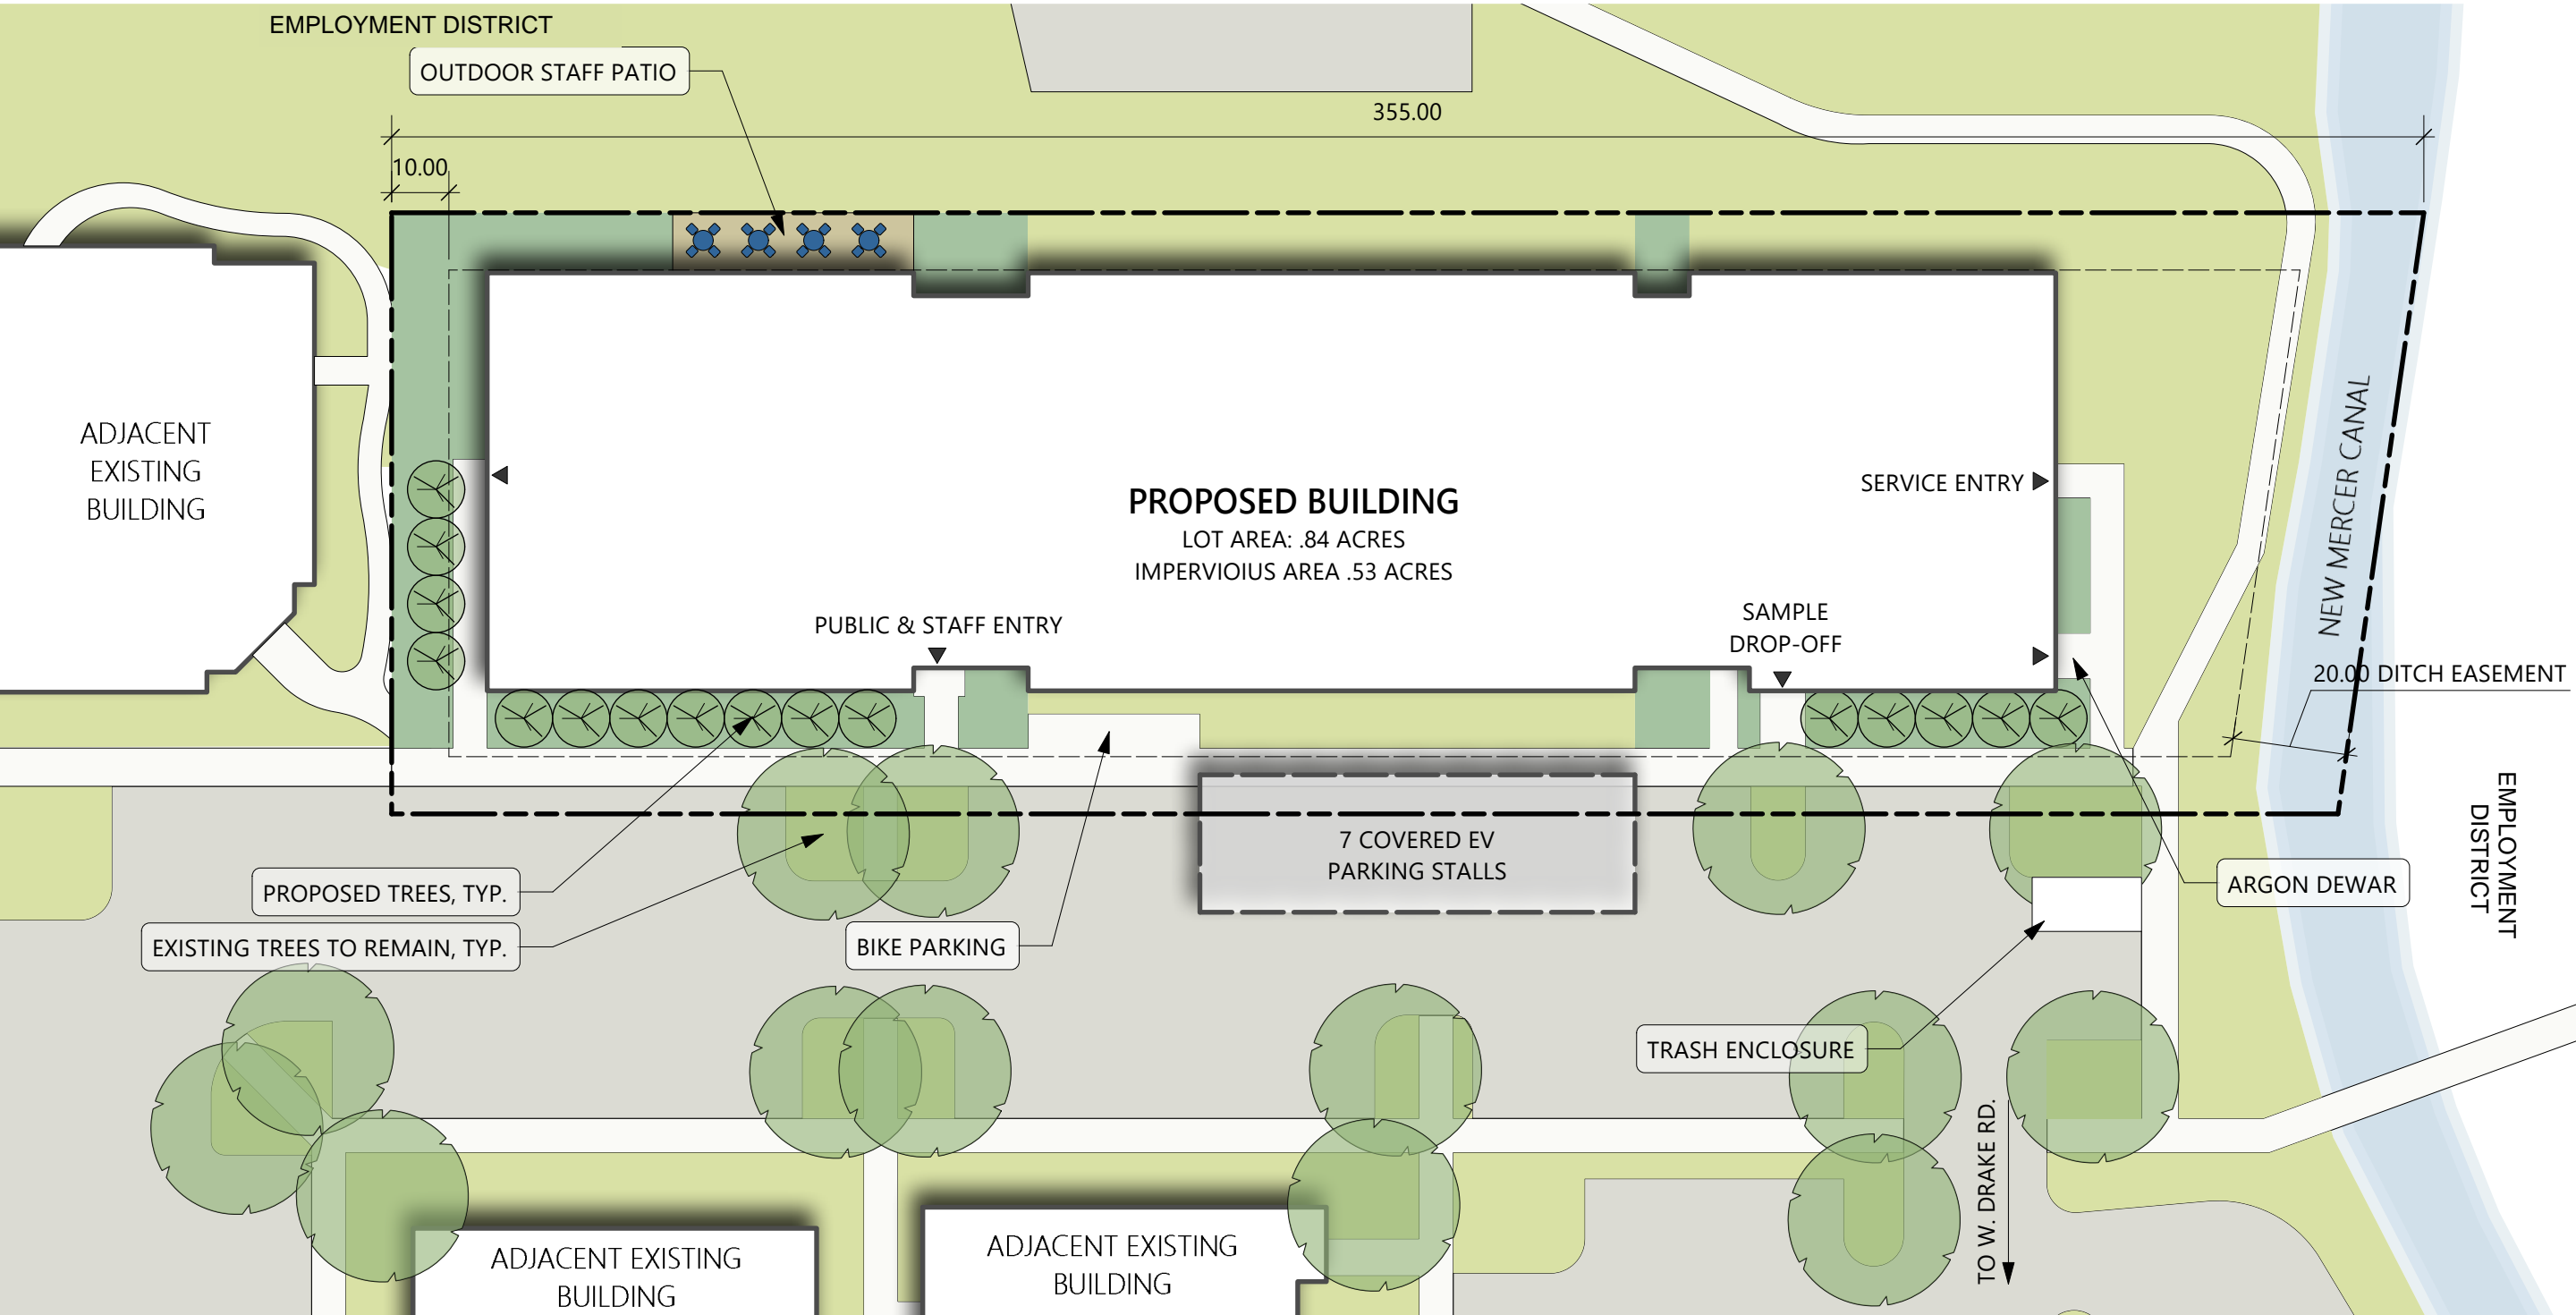 EMPLOYMENT DISTRICT
OUTDOOR STAFF PATIO
355.00
10.00
ADJACENT
EXISTING
BUILDING
PROPOSED BUILDING
LOT AREA: .84 ACRES
IMPERVIOIUS AREA .53 ACRES
SERVICE ENTRY
NEW MERCER CANAL
PUBLIC & STAFF ENTRY
SAMPLE
DROP-OFF
20.00 DITCH EASEMENT
7 COVERED EV
PARKING STALLS
EMPLOYMENT
DISTRICT
PROPOSED TREES, TYP.
ARGON DEWAR
EXISTING TREES TO REMAIN, TYP.
BIKE PARKING
TRASH ENCLOSURE
TO W. DRAKE RD.
ADJACENT EXISTING
BUILDING
ADJACENT EXISTING
BUILDING